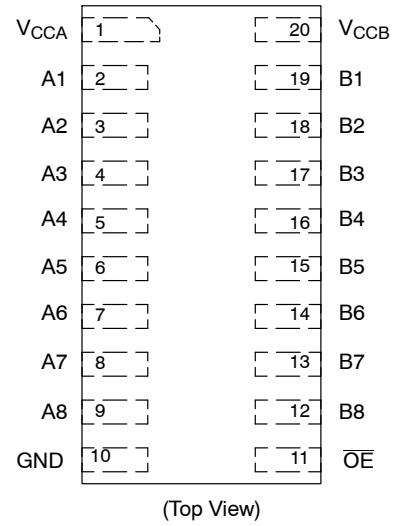 VCCA 1 20 VCCB
A1 2 19 B1
A2 3 18 B2
A3 4 17 B3
A4 5 16 B4
A5 6 15 B5
A6 7 14 B6
A7 8 13 B7
A8 9 12 B8
GND 10 11 O̅E̅
(Top View)